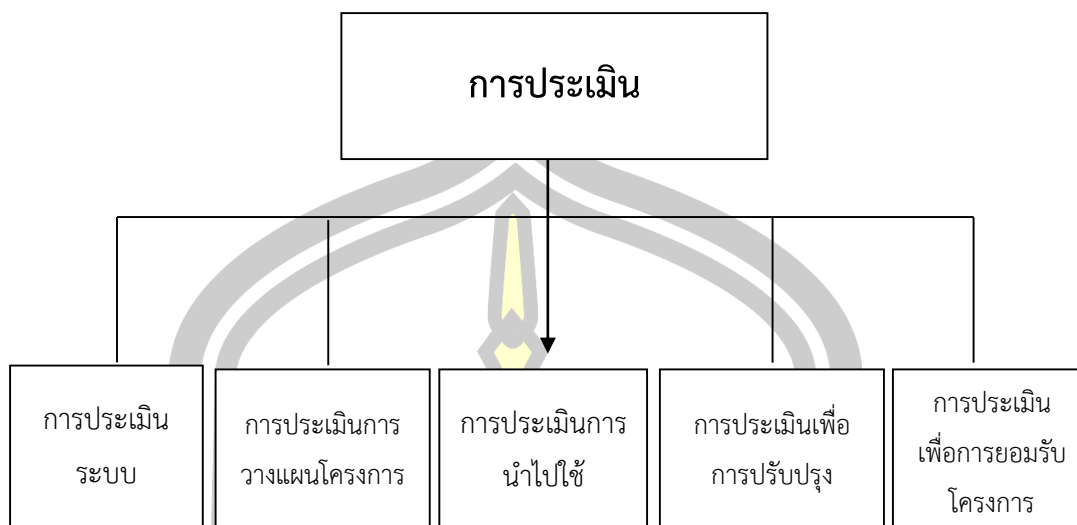 การประเมิน
การประเมิน
ระบบ
การประเมินการ
วางแผนโครงการ
การประเมินการ
นำไปใช้
การประเมินเพื่อ
การปรับปรุง
การประเมิน
เพื่อการยอมรับ
โครงการ